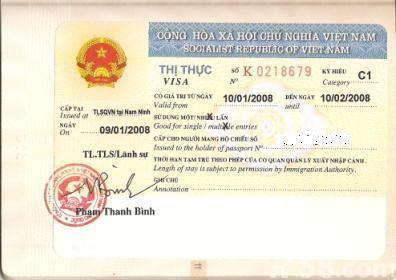 CỘNG HÒA XÃ HỘI CHỦ NGHĨA VIỆT NAM
SOCIALIST REPUBLIC OF VIET NAM
THỊ THỰC SỐ K 0218679 KÝ HIỆU C1
VISA Nº Category
CÓ GIÁ TRỊ TỪ NGÀY 10/01/2008 ĐẾN NGÀY 10/02/2008
Valid from until
CẤP TẠI TLSQVN tại Nam Ninh
Issued at
SỬ DỤNG MỘT/ NHIỀU LẦN
Good for single / multiple entries
NGÀY 09/01/2008
On
CẤP CHO NGƯỜI MANG HỘ CHIẾU SỐ
Issued to the holder of passport Nº
TL.TLS/Lãnh sự
THỜI HẠN TẠM TRÚ THEO PHÉP CỦA CƠ QUAN QUẢN LÝ XUẤT NHẬP CẢNH.
Length of stay is subject to permission by Immigration Authority.
GHI CHÚ
Annotation
Phạm Thanh Bình